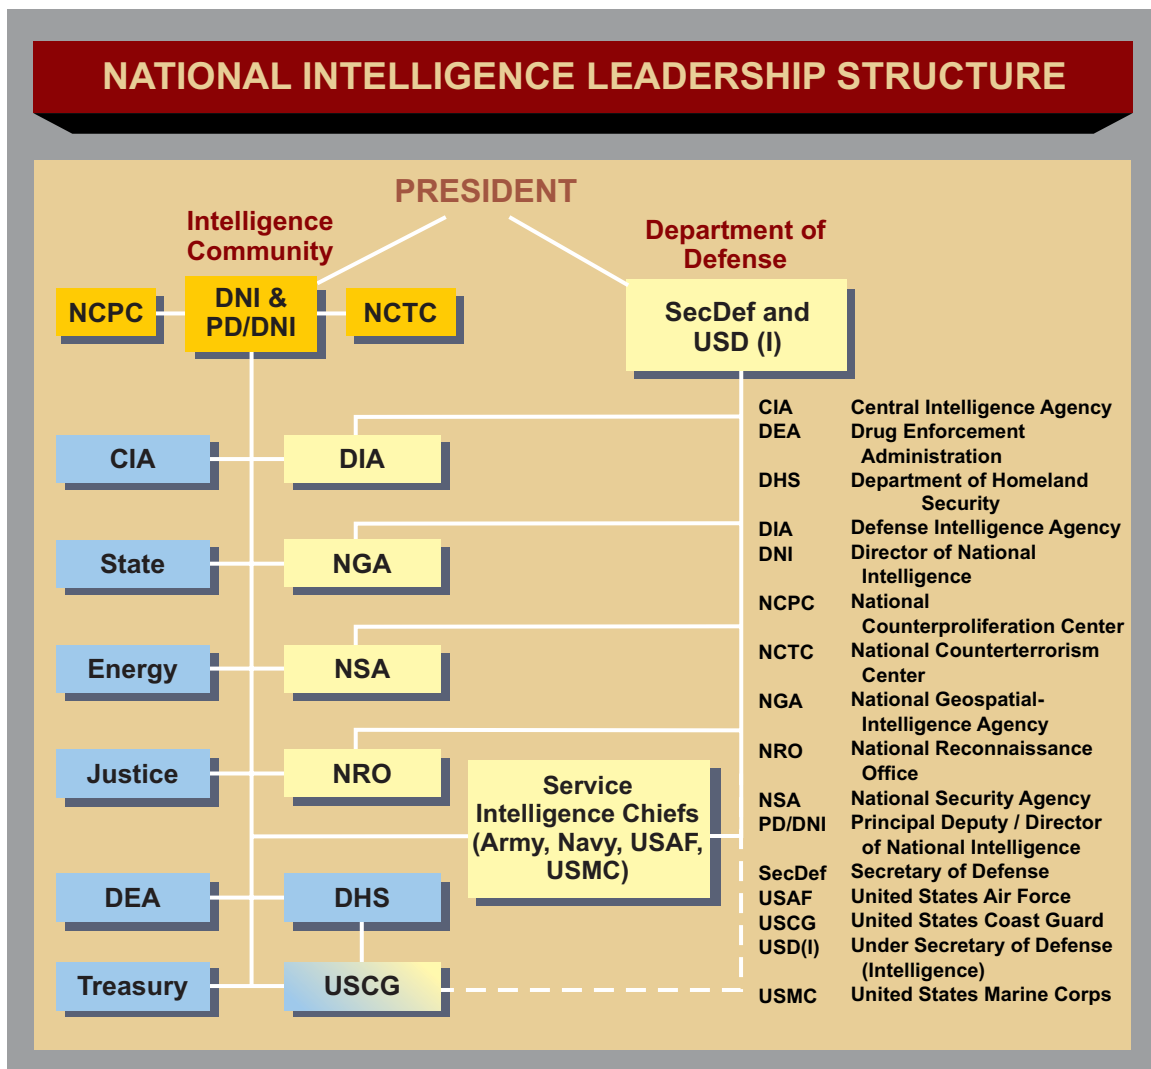 NATIONAL INTELLIGENCE LEADERSHIP STRUCTURE
PRESIDENT
Intelligence
Community
Department of
Defense
NCPC
DNI &
PD/DNI
NCTC
SecDef and
USD (I)
CIA
DIA
State
NGA
Energy
NSA
Justice
NRO
Service
Intelligence Chiefs
(Army, Navy, USAF,
USMC)
DEA
DHS
Treasury
USCG
CIA Central Intelligence Agency
DEA Drug Enforcement
Administration
DHS Department of Homeland
Security
DIA Defense Intelligence Agency
DNI Director of National
Intelligence
NCPC National
Counterproliferation Center
NCTC National Counterterrorism
Center
NGA National Geospatial-
Intelligence Agency
NRO National Reconnaissance
Office
NSA National Security Agency
PD/DNI Principal Deputy / Director
of National Intelligence
SecDef Secretary of Defense
USAF United States Air Force
USCG United States Coast Guard
USD(I) Under Secretary of Defense
(Intelligence)
USMC United States Marine Corps